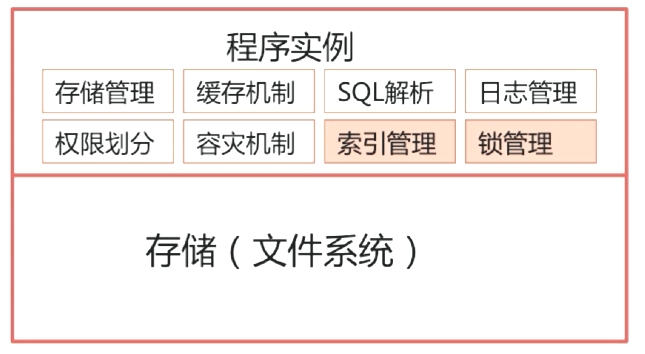 程序实例
存储管理 缓存机制 SQL解析 日志管理
权限划分 容灾机制 索引管理 锁管理
存储（文件系统）